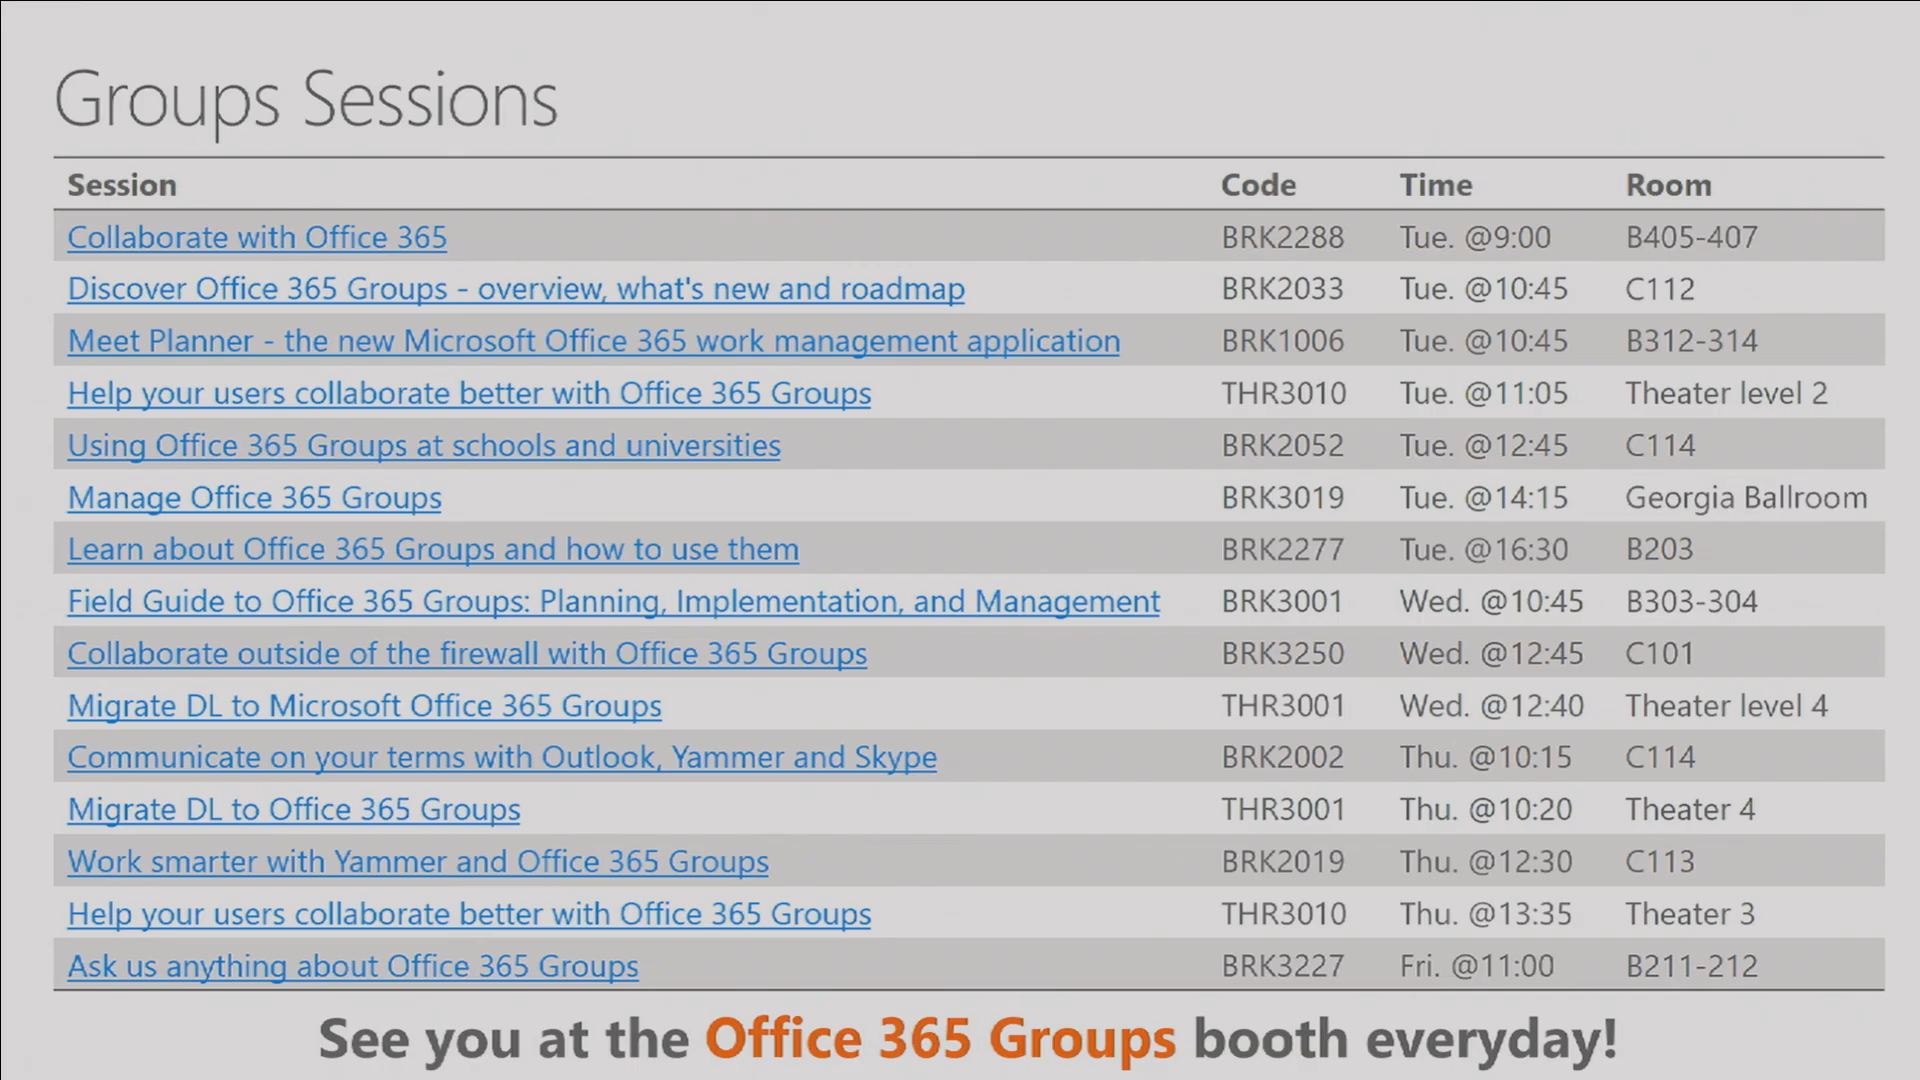 Groups Sessions
Session Code Time Room
Collaborate with Office 365 BRK2288 Tue. @9:00 B405-407
Discover Office 365 Groups - overview, what's new and roadmap BRK2033 Tue. @10:45 C112
Meet Planner - the new Microsoft Office 365 work management application BRK1006 Tue. @10:45 B312-314
Help your users collaborate better with Office 365 Groups THR3010 Tue. @11:05 Theater level 2
Using Office 365 Groups at schools and universities BRK2052 Tue. @12:45 C114
Manage Office 365 Groups BRK3019 Tue. @14:15 Georgia Ballroom
Learn about Office 365 Groups and how to use them BRK2277 Tue. @16:30 B203
Field Guide to Office 365 Groups: Planning, Implementation, and Management BRK3001 Wed. @10:45 B303-304
Collaborate outside of the firewall with Office 365 Groups BRK3250 Wed. @12:45 C101
Migrate DL to Microsoft Office 365 Groups THR3001 Wed. @12:40 Theater level 4
Communicate on your terms with Outlook, Yammer and Skype BRK2002 Thu. @10:15 C114
Migrate DL to Office 365 Groups THR3001 Thu. @10:20 Theater 4
Work smarter with Yammer and Office 365 Groups BRK2019 Thu. @12:30 C113
Help your users collaborate better with Office 365 Groups THR3010 Thu. @13:35 Theater 3
Ask us anything about Office 365 Groups BRK3227 Fri. @11:00 B211-212
See you at the Office 365 Groups booth everyday!